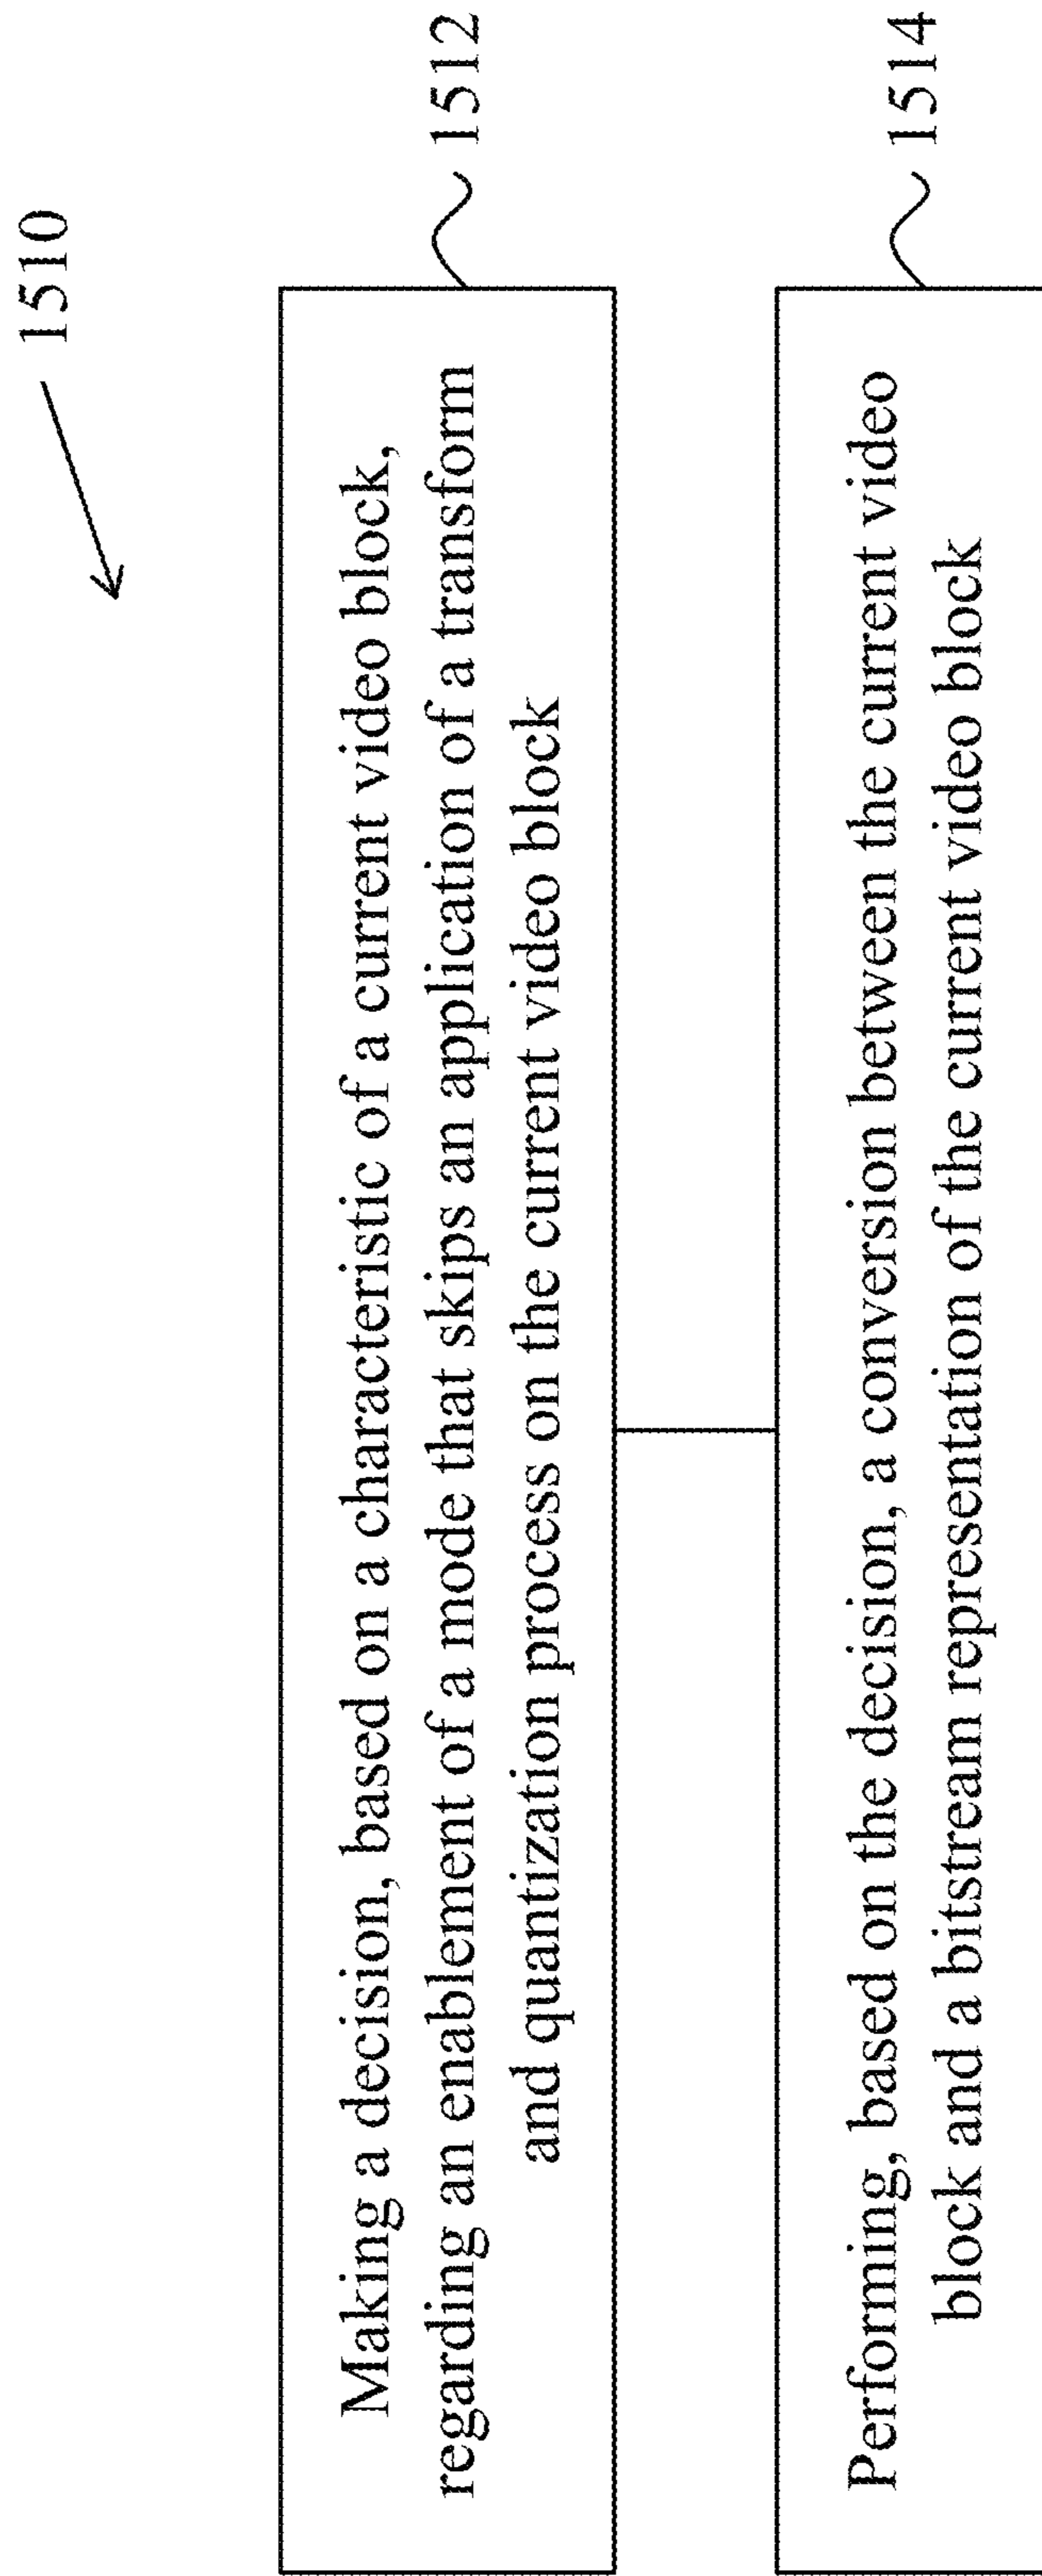 1510
Making a decision, based on a characteristic of a current video block,
regarding an enablement of a mode that skips an application of a transform
and quantization process on the current video block
1512
Performing, based on the decision, a conversion between the current video
block and a bitstream representation of the current video block
1514